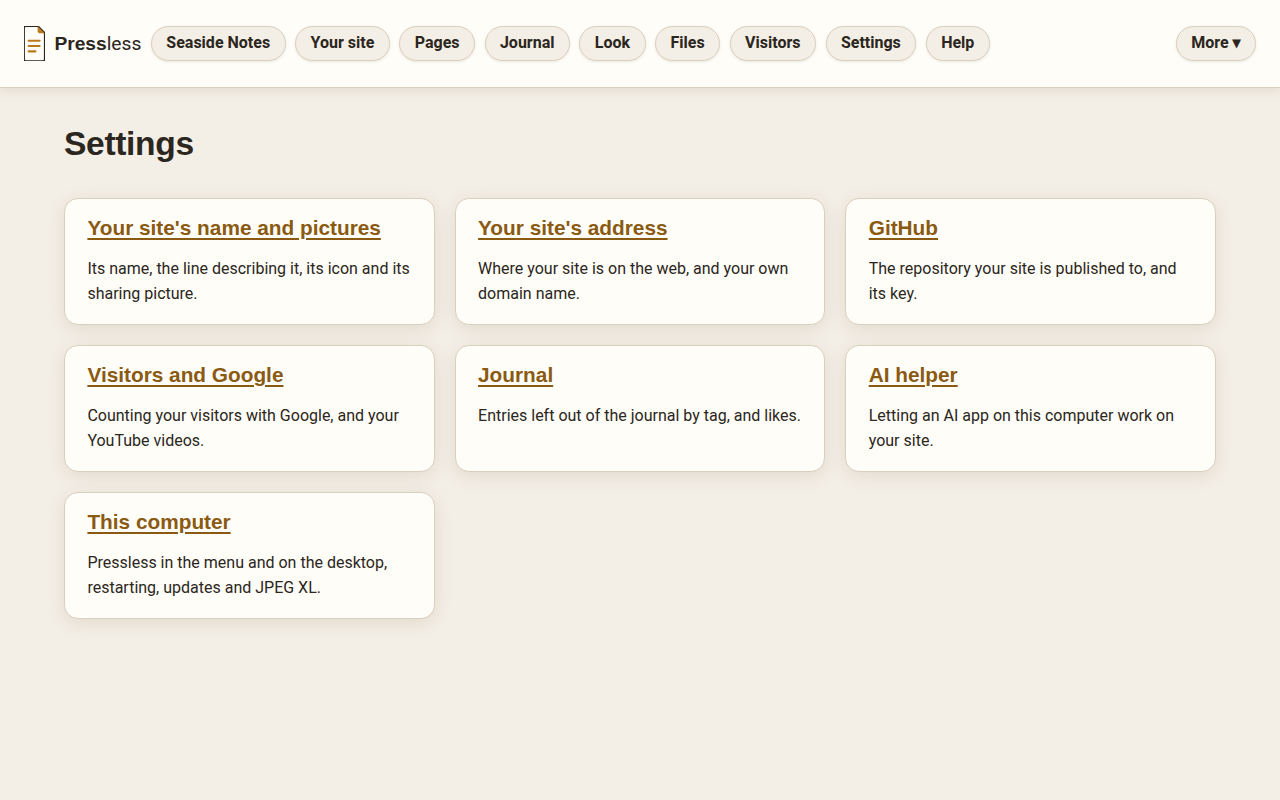 Pressless Seaside Notes Your site Pages Journal Look Files Visitors Settings Help More ▾
Settings
Your site's name and pictures
Its name, the line describing it, its icon and its
sharing picture.
Your site's address
Where your site is on the web, and your own
domain name.
GitHub
The repository your site is published to, and
its key.
Visitors and Google
Counting your visitors with Google, and your
YouTube videos.
Journal
Entries left out of the journal by tag, and likes.
AI helper
Letting an AI app on this computer work on
your site.
This computer
Pressless in the menu and on the desktop,
restarting, updates and JPEG XL.